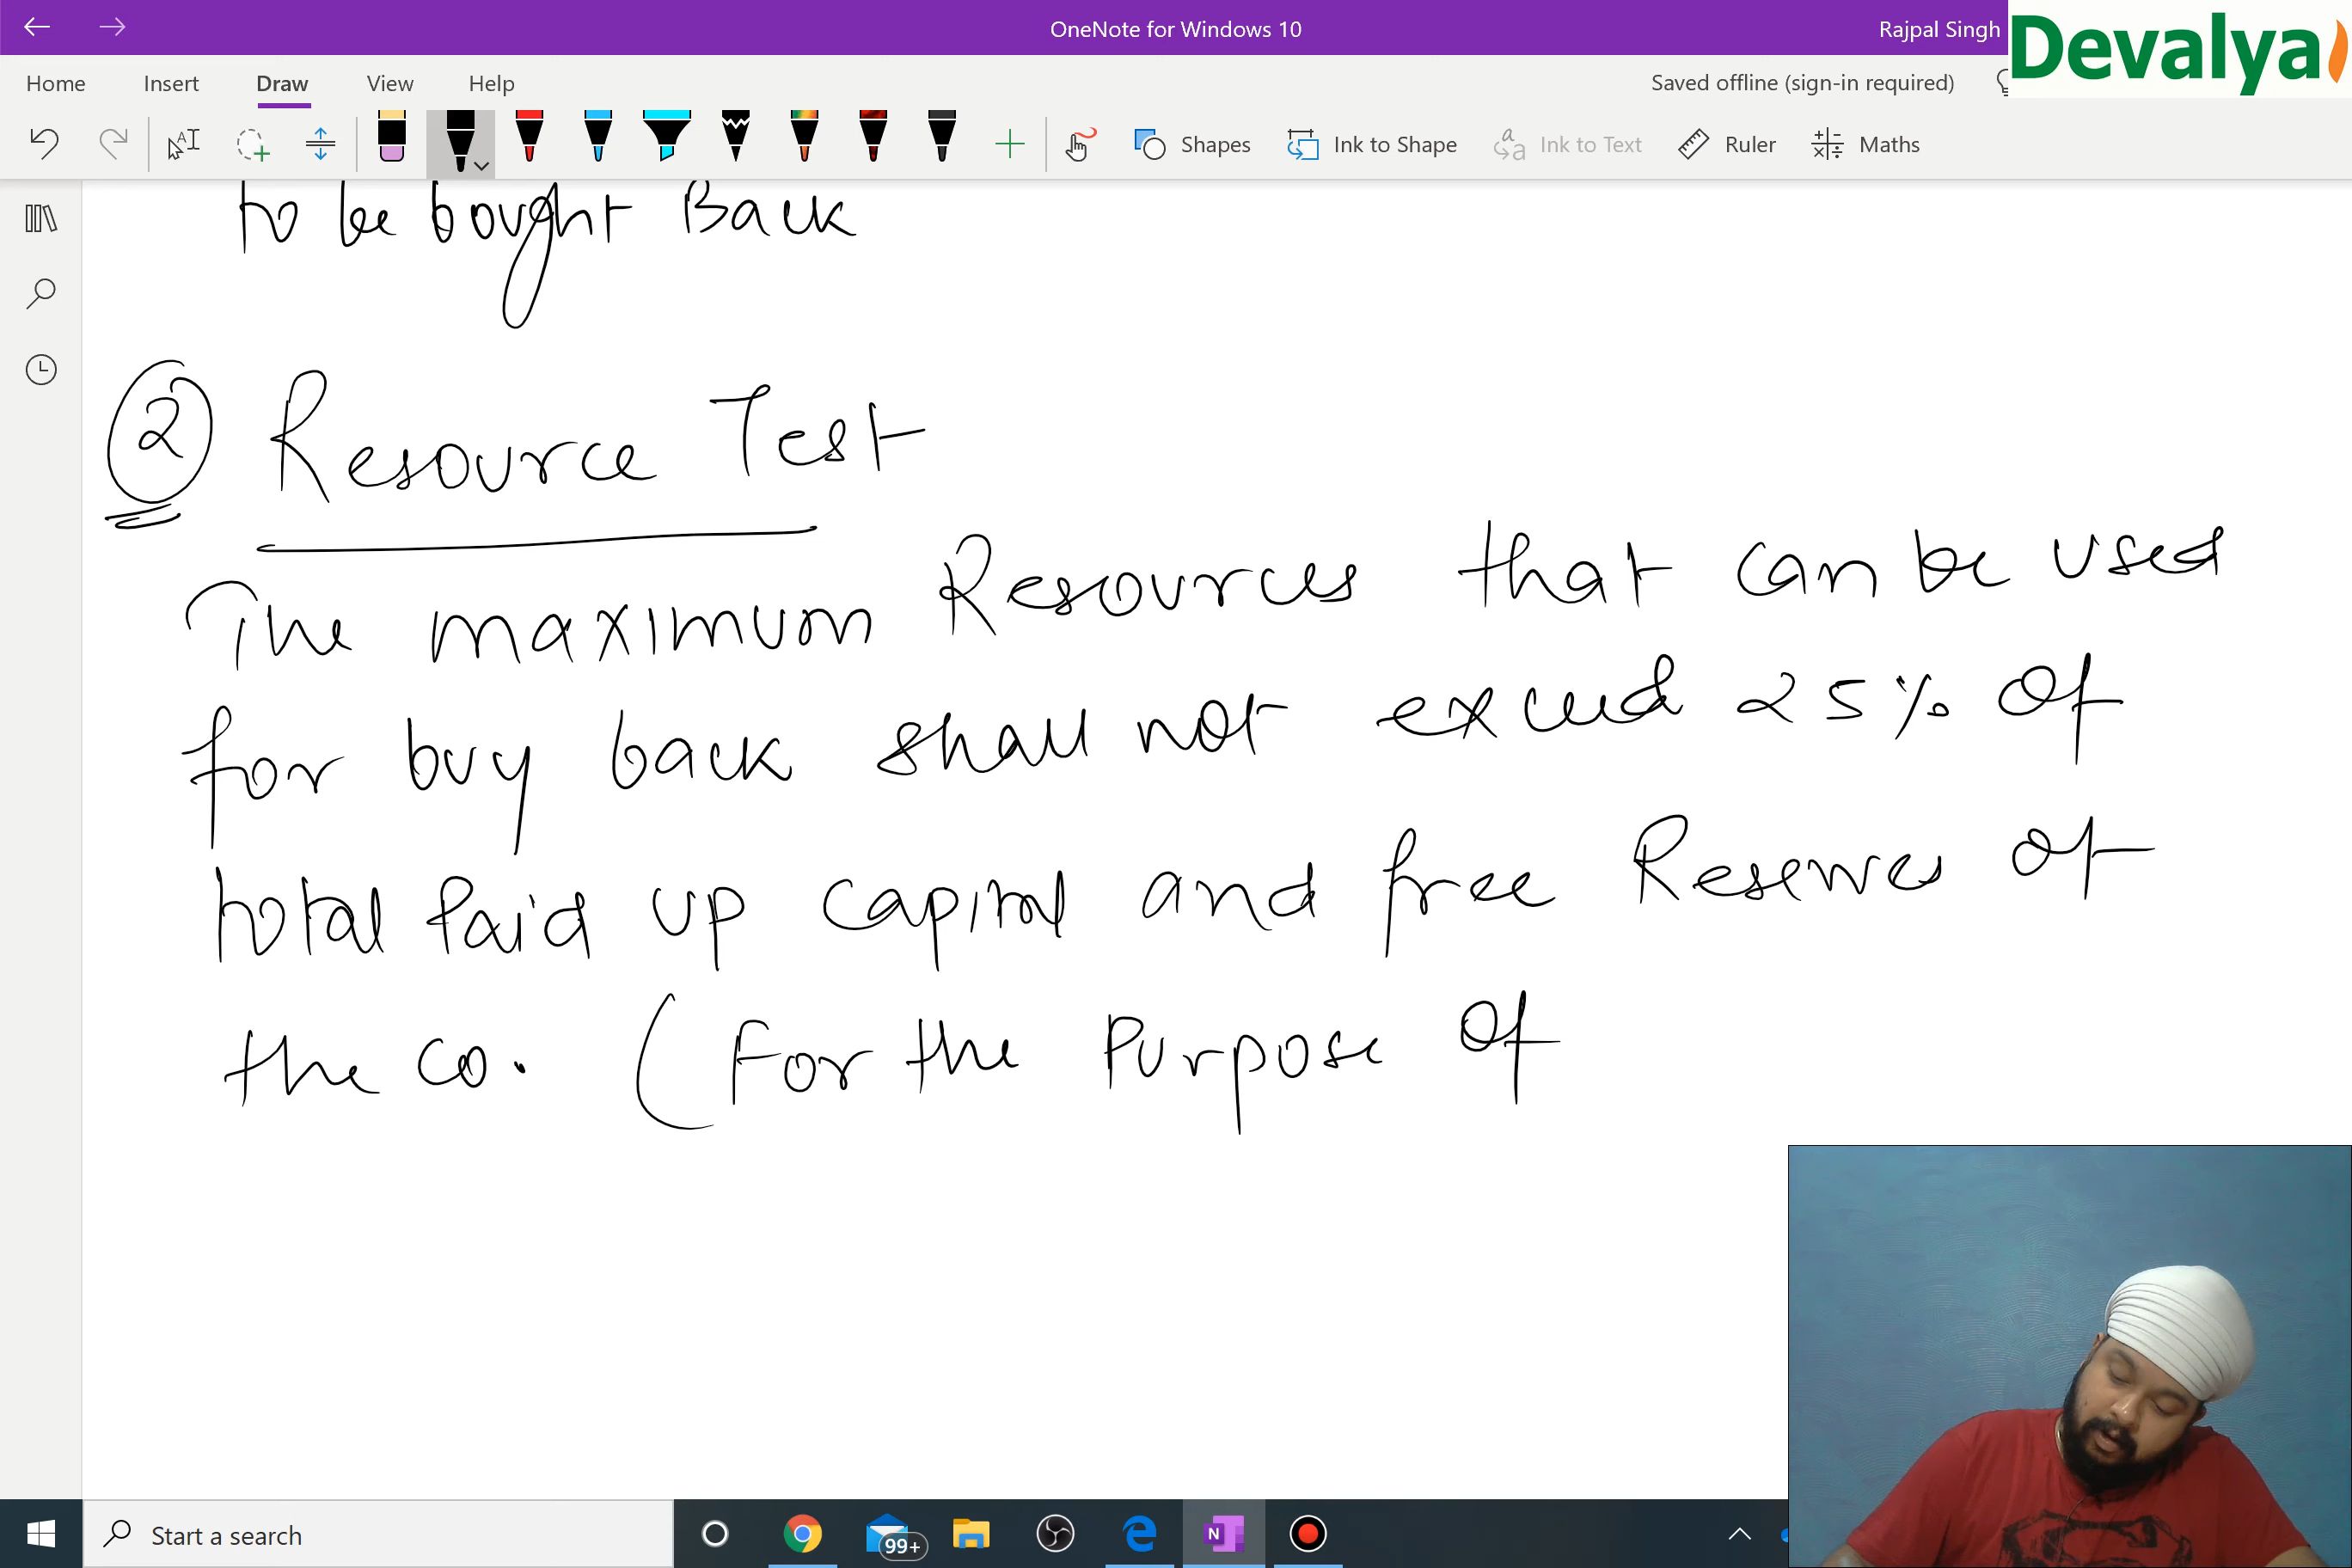 OneNote for Windows 10
Rajpal Singh
Devalya
Home Insert Draw View Help
Saved offline (sign-in required)
Shapes Ink to Shape Ink to Text Ruler Maths
to be bought Back
2 Resource Test
The maximum Resources that can be used
for buy back shall not exceed 25% of
total Paid up capital and free Reserves of
the co. (For the Purpose of
Start a search
99+